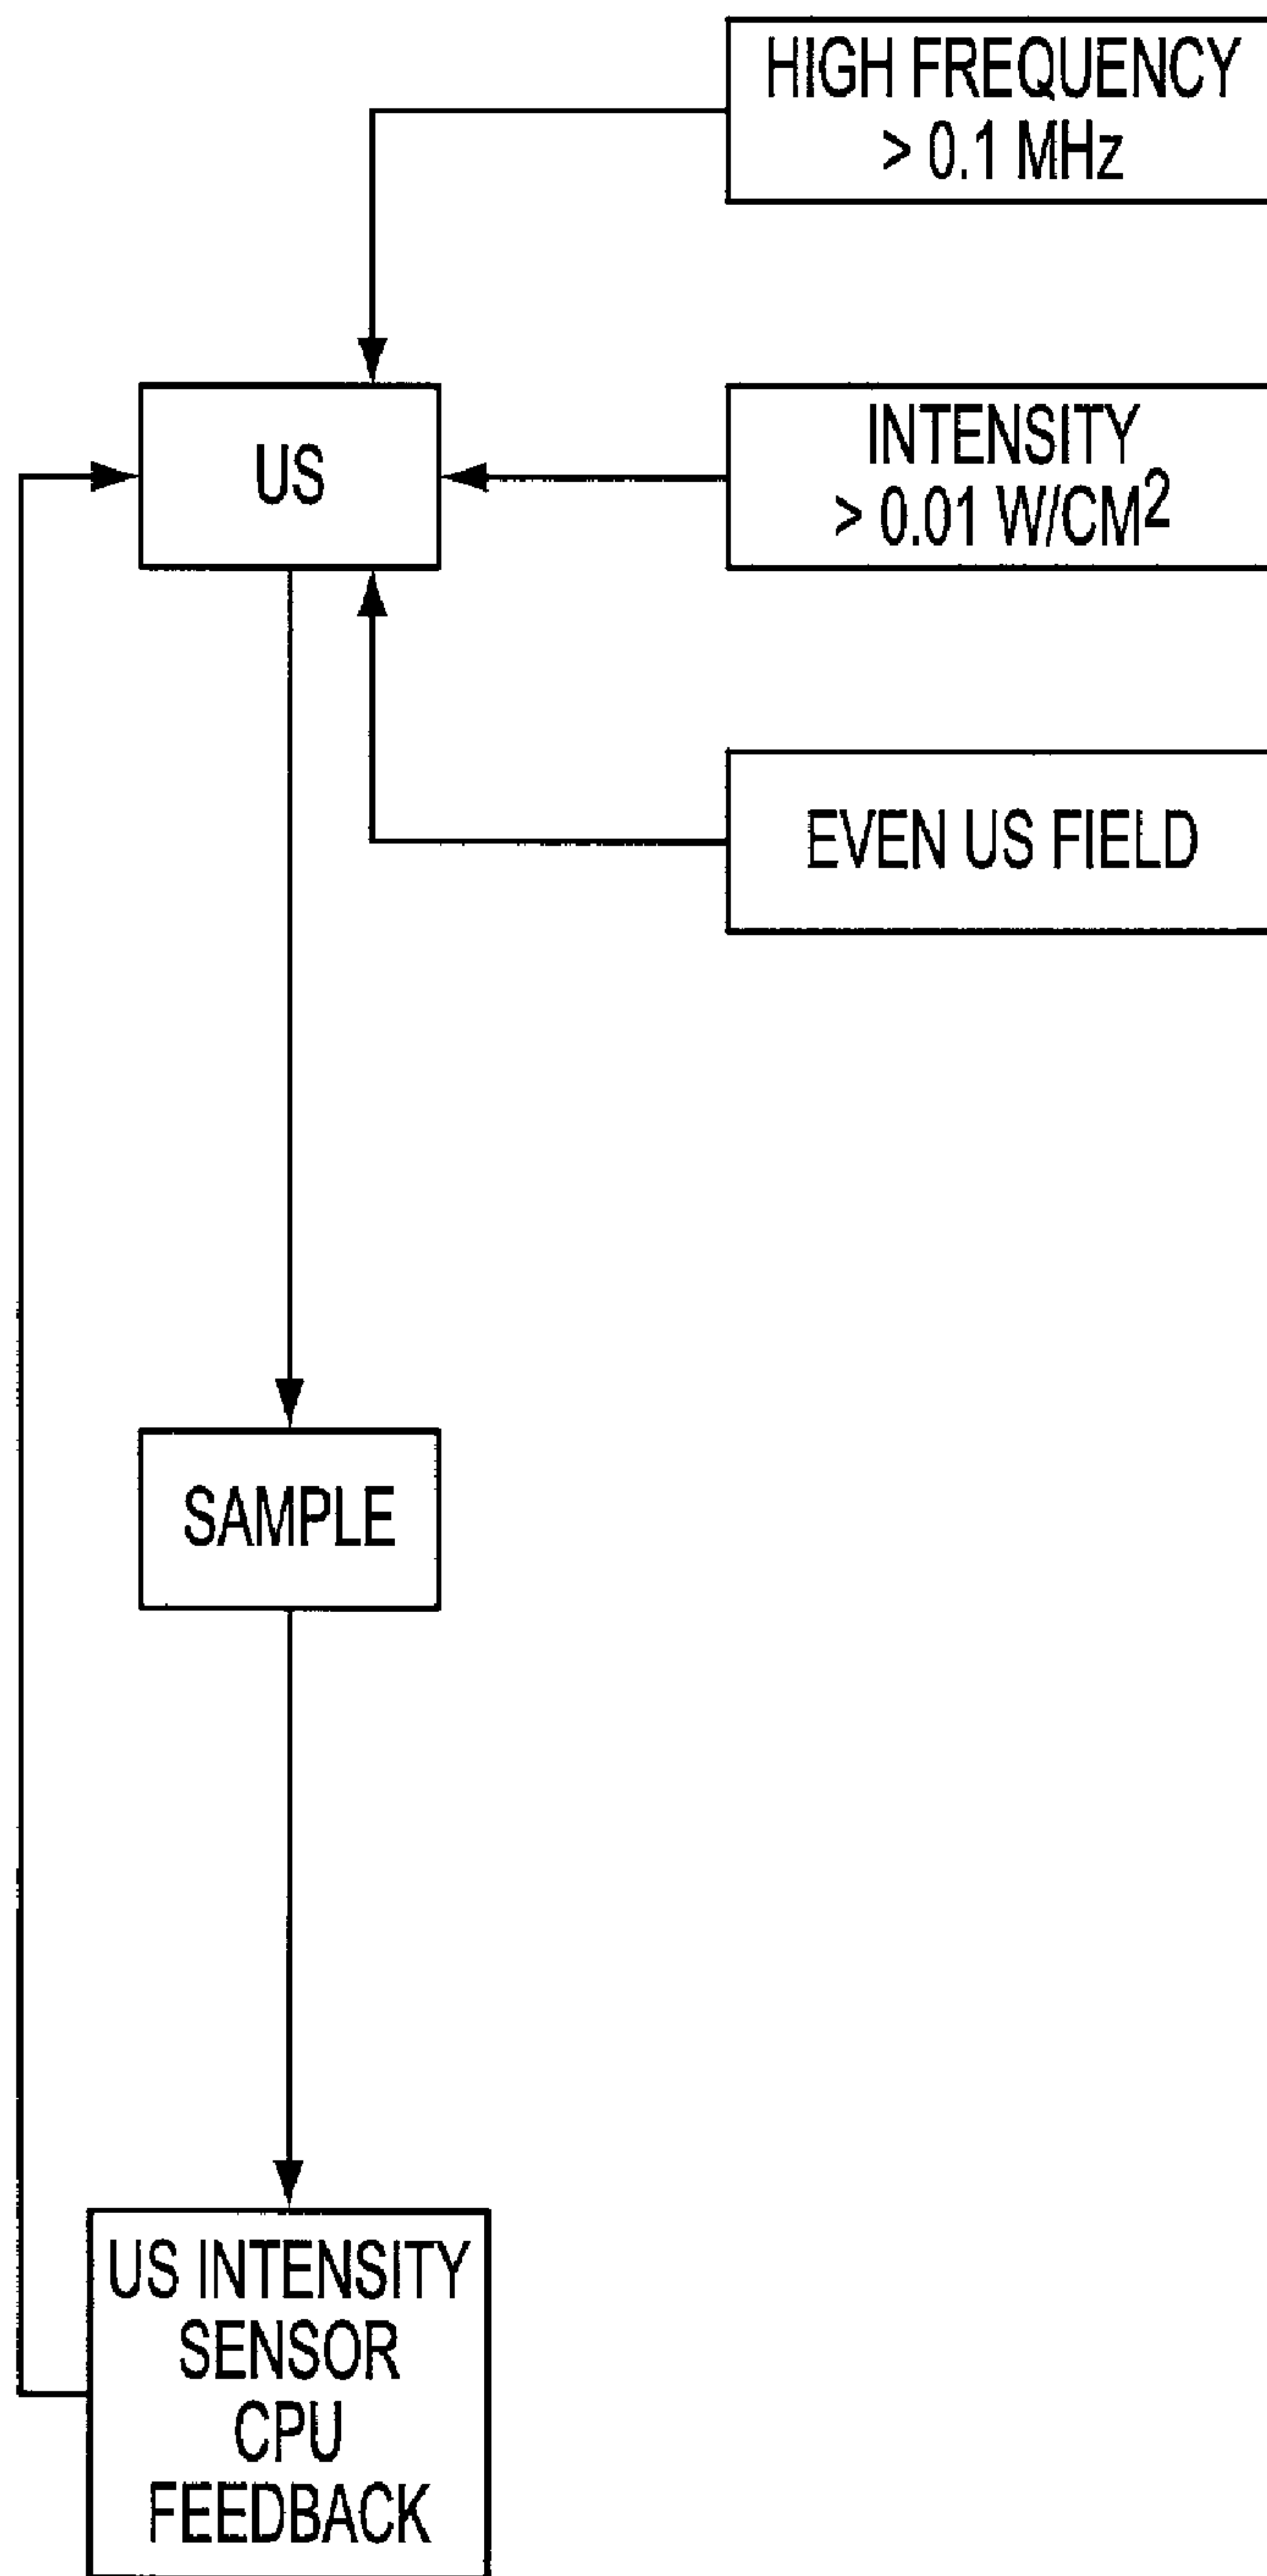 HIGH FREQUENCY
> 0.1 MHz
US
INTENSITY
> 0.01 W/CM²
EVEN US FIELD
SAMPLE
US INTENSITY
SENSOR
CPU
FEEDBACK